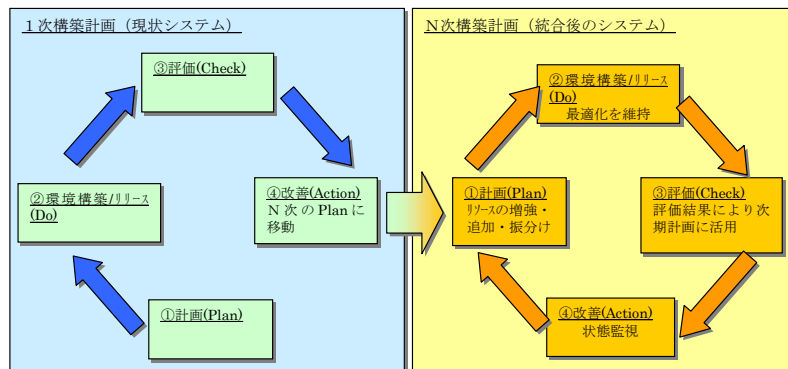 1次構築計画（現状システム）
③評価(Check)
②環境構築/ﾘﾘｰｽ
(Do)
④改善(Action)
Ｎ次の Plan に
移動
①計画(Plan)
Ｎ次構築計画（統合後のシステム）
②環境構築/ﾘﾘｰｽ
(Do)
最適化を維持
①計画(Plan)
ﾘｿｰｽの増強・
追加・振分け
③評価(Check)
評価結果により次
期計画に活用
④改善(Action)
状態監視